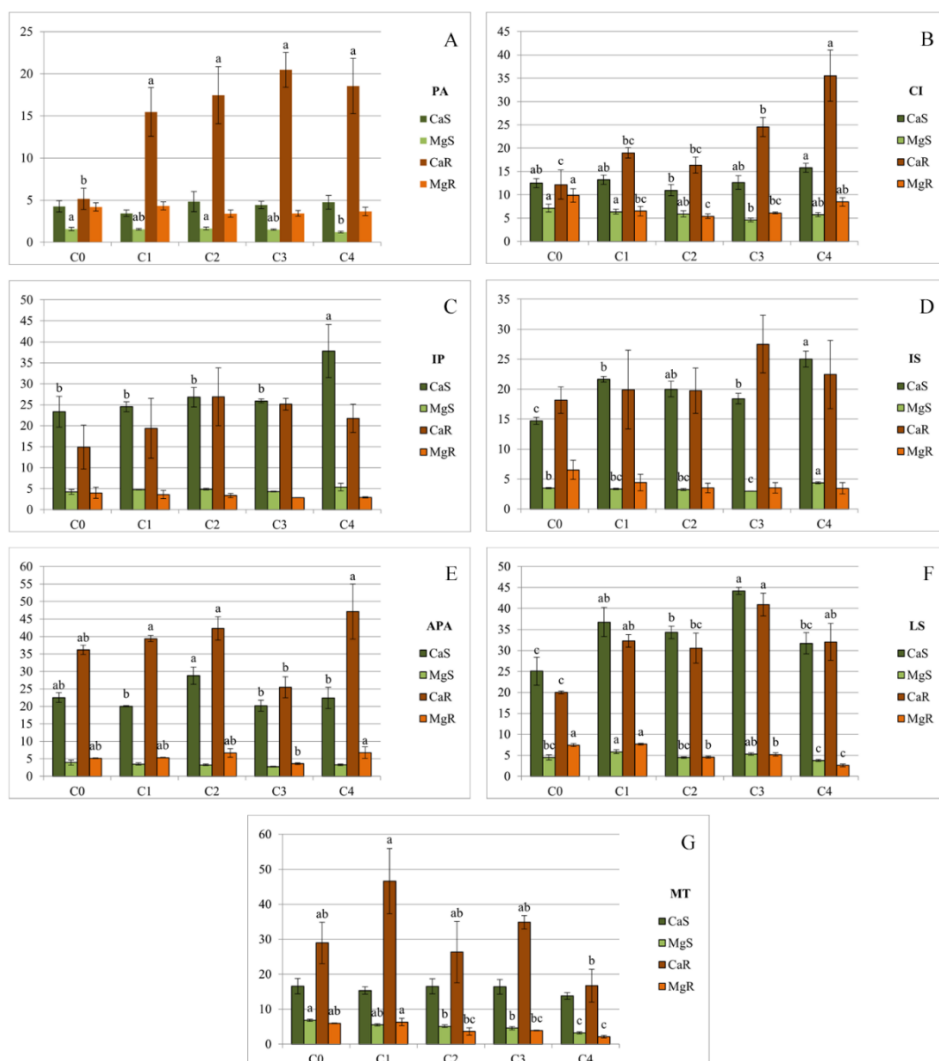 A
25
20
15
10
5
0
a a a a
b
a ab a ab b
C0 C1 C2 C3 C4
PA
CaS
MgS
CaR
MgR
B
45
40
35
30
25
20
15
10
5
0
ab a c a
a ab bc bc
b ab bc c
ab b b bc
a ab a ab
C0 C1 C2 C3 C4
CI
CaS
MgS
CaR
MgR
C
50
45
40
35
30
25
20
15
10
5
0
b b b b a
C0 C1 C2 C3 C4
IP
CaS
MgS
CaR
MgR
D
35
30
25
20
15
10
5
0
c b ab b a
b bc bc c a
C0 C1 C2 C3 C4
IS
CaS
MgS
CaR
MgR
E
60
55
50
45
40
35
30
25
20
15
10
5
0
ab ab ab
b a ab
a a ab
b b b
b a a
C0 C1 C2 C3 C4
APA
CaS
MgS
CaR
MgR
F
50
45
40
35
30
25
20
15
10
5
0
c bc c a
ab a ab a
b bc bc b
a ab a b
bc c ab c
C0 C1 C2 C3 C4
LS
CaS
MgS
CaR
MgR
G
60
50
40
30
20
10
0
a ab ab
ab a a
b ab bc
b ab bc
c b c
C0 C1 C2 C3 C4
MT
CaS
MgS
CaR
MgR